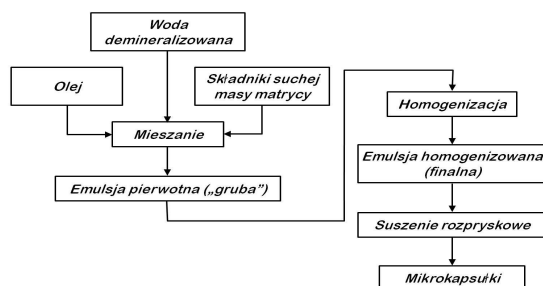 Woda
demineralizowana
Olej
Składniki suchej
masy matrycy
Mieszanie
Emulsja pierwotna („gruba”)
Homogenizacja
Emulsja homogenizowana
(finalna)
Suszenie rozpryskowe
Mikrokapsułki